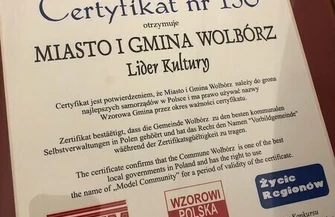 Certyfikat nr 130
otrzymuje
MIASTO I GMINA WOLBÓRZ
Lider Kultury
Certyfikat jest potwierdzeniem, że Miasto i Gmina Wolbórz należy do grona
najlepszych samorządów w Polsce i ma prawo używać nazwy
Wzorowa Gmina przez okres ważności certyfikatu.
Zertifikat bestäetigt, dass die Gemeinde Wolbórz zu den besten kommunalen
Selbstverwaltungen in Polen gehört und hat das Recht den Namen "Vorbildgemeinde"
während der Zertifikatsgültigkeit zu tragen.
The certificate confirms that the Commune Wolbórz is one of the best
local governments in Poland and has the right to use
the name of „Model Community” for a period of validity of the certificate.
WZOROWI
POLSKA
Życie
Regionów
Konkursu